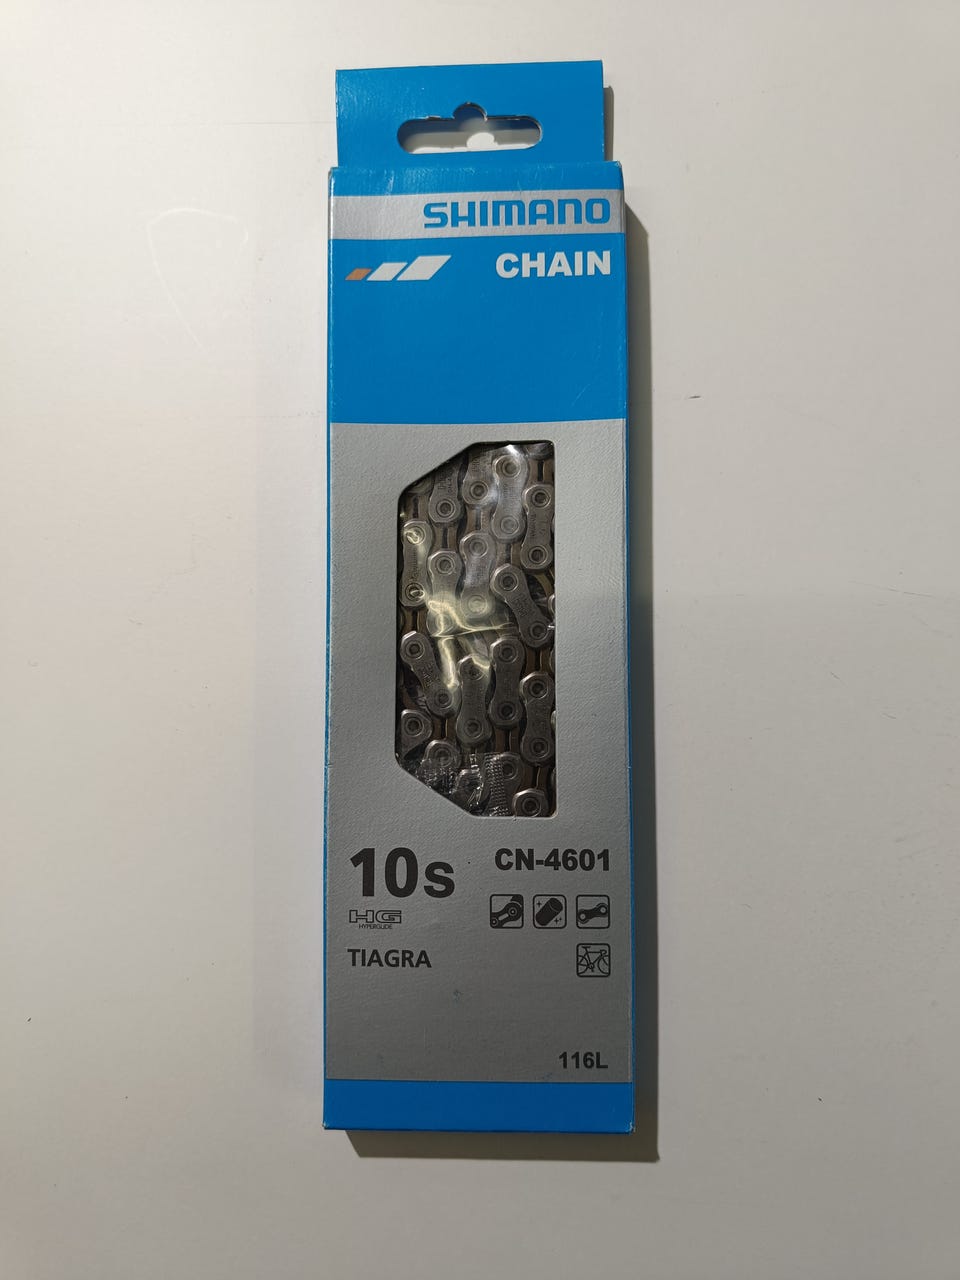 SHIMANO
CHAIN
10s
CN-4601
HG
HYPERGLIDE
TIAGRA
116L